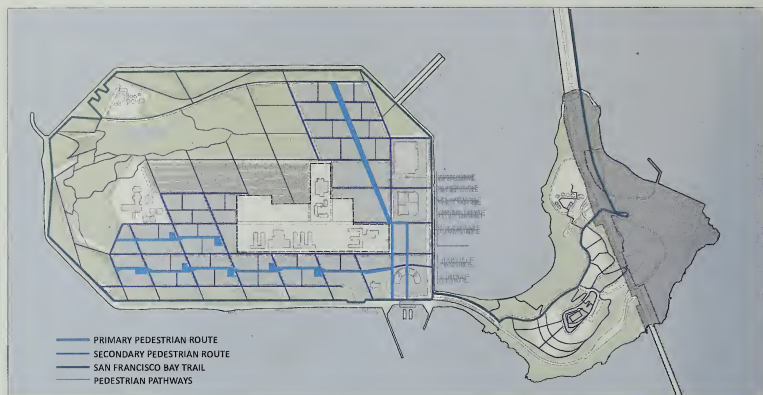 PRIMARY PEDESTRIAN ROUTE
SECONDARY PEDESTRIAN ROUTE
SAN FRANCISCO BAY TRAIL
PEDESTRIAN PATHWAYS